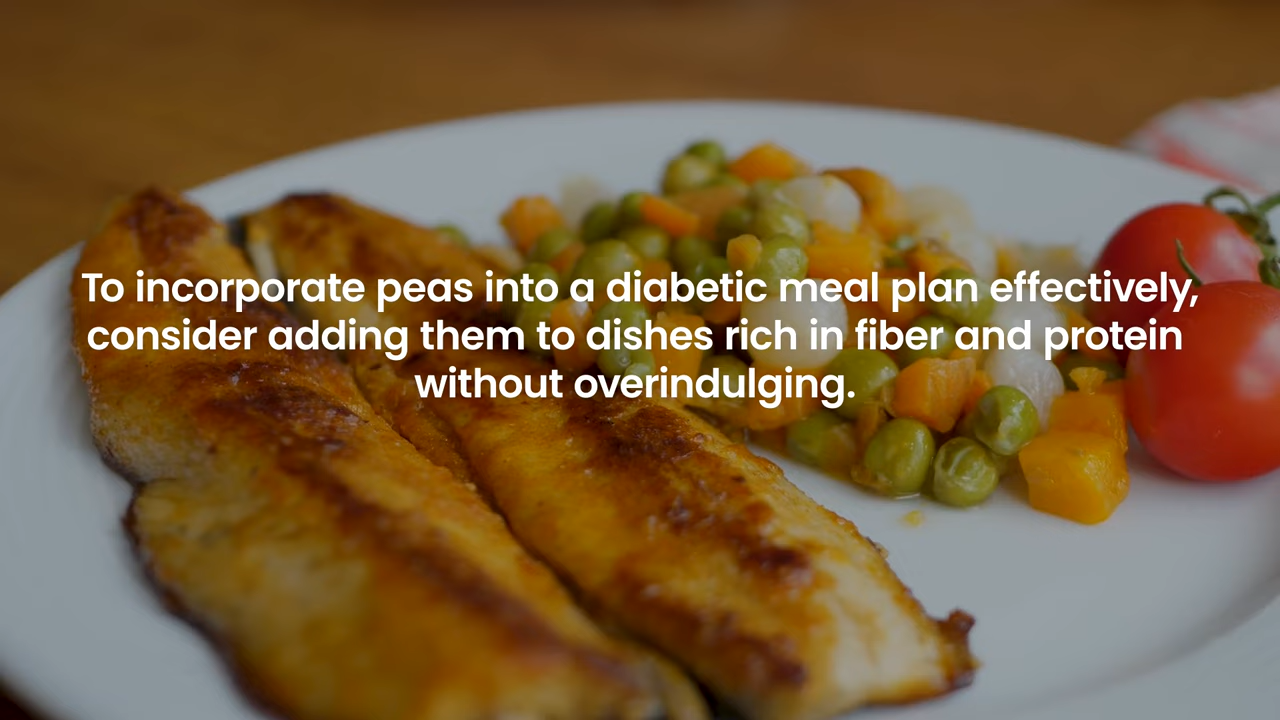 To incorporate peas into a diabetic meal plan effectively,
consider adding them to dishes rich in fiber and protein
without overindulging.